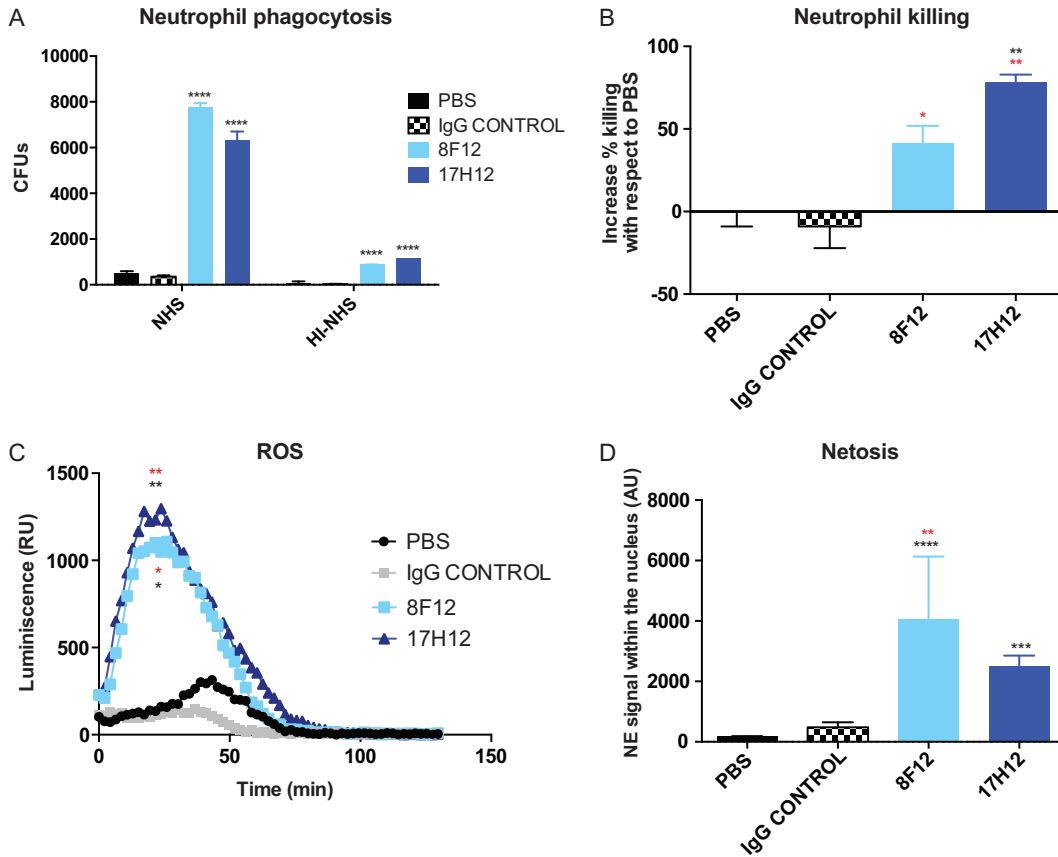 A
Neutrophil phagocytosis
10000
8000
6000
4000
2000
0
CFUs
****
****
****
****
NHS
HI-NHS
PBS
IgG CONTROL
8F12
17H12
B
Neutrophil killing
100
50
0
-50
Increase % killing
with respect to PBS
*
**
**
PBS
IgG CONTROL
8F12
17H12
C
ROS
1500
1000
500
0
Luminiscence (RU)
**
**
*
*
0
50
100
150
Time (min)
PBS
IgG CONTROL
8F12
17H12
D
Netosis
8000
6000
4000
2000
0
NE signal within the nucleus (AU)
**
****
***
PBS
IgG CONTROL
8F12
17H12